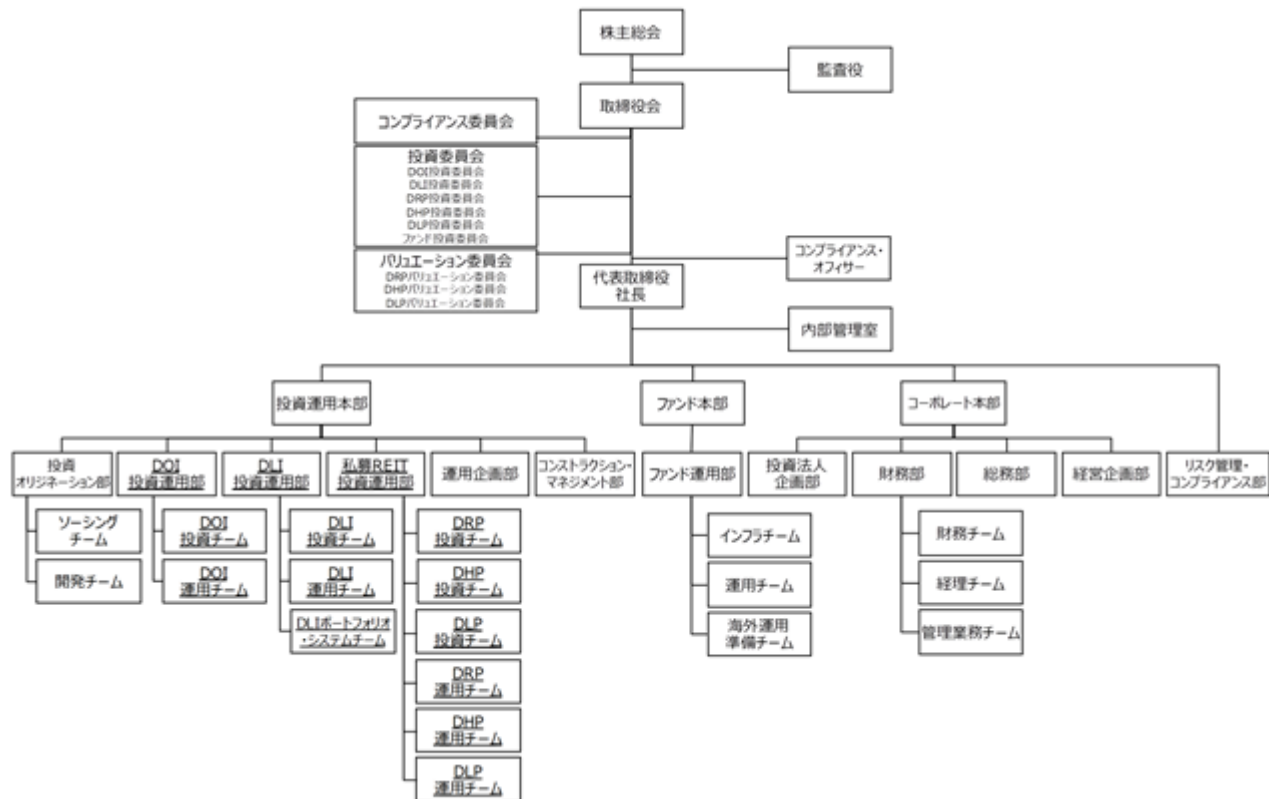 株主総会
監査役
取締役会
コンプライアンス委員会
投資委員会
DOI投資委員会
DLI投資委員会
DRP投資委員会
DHP投資委員会
DLP投資委員会
ファンド投資委員会
バリュエーション委員会
DRPバリュエーション委員会
DHPバリュエーション委員会
DLPバリュエーション委員会
コンプライアンス・
オフィサー
代表取締役
社長
内部管理室
投資運用本部
ファンド本部
コーポレート本部
投資
オリジネーション部
DOI
投資運用部
DLI
投資運用部
私募REIT
投資運用部
運用企画部
コンストラクション・
マネジメント部
ファンド運用部
投資法人
企画部
財務部
総務部
経営企画部
リスク管理・
コンプライアンス部
ソーシング
チーム
開発チーム
DOI
投資チーム
DOI
運用チーム
DLI
投資チーム
DLI
運用チーム
DLIポートフォリオ
・システムチーム
DRP
投資チーム
DHP
投資チーム
DLP
投資チーム
DRP
運用チーム
DHP
運用チーム
DLP
運用チーム
インフラチーム
運用チーム
海外運用
準備チーム
財務チーム
経理チーム
管理業務チーム